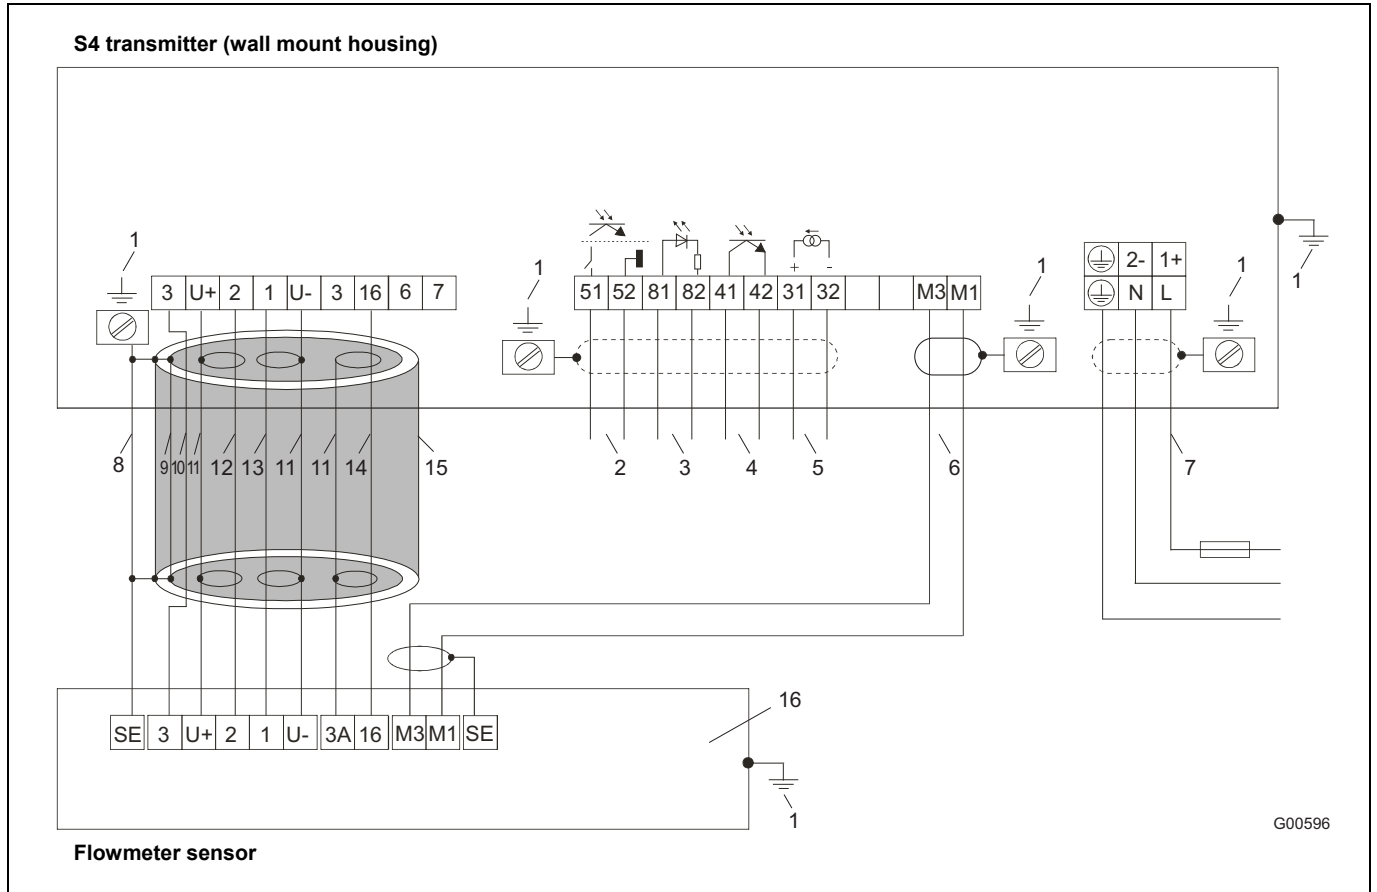 S4 transmitter (wall mount housing)
1
1
1
1
1
3 U+ 2 1 U- 3 16 6 7
51 52 81 82 41 42 31 32 M3 M1
+ -
2- 1+
N L
8 9 10 11 12 13 11 11 14 15 2 3 4 5 6 7
16
SE 3 U+ 2 1 U- 3A 16 M3 M1 SE
1
G00596
Flowmeter sensor